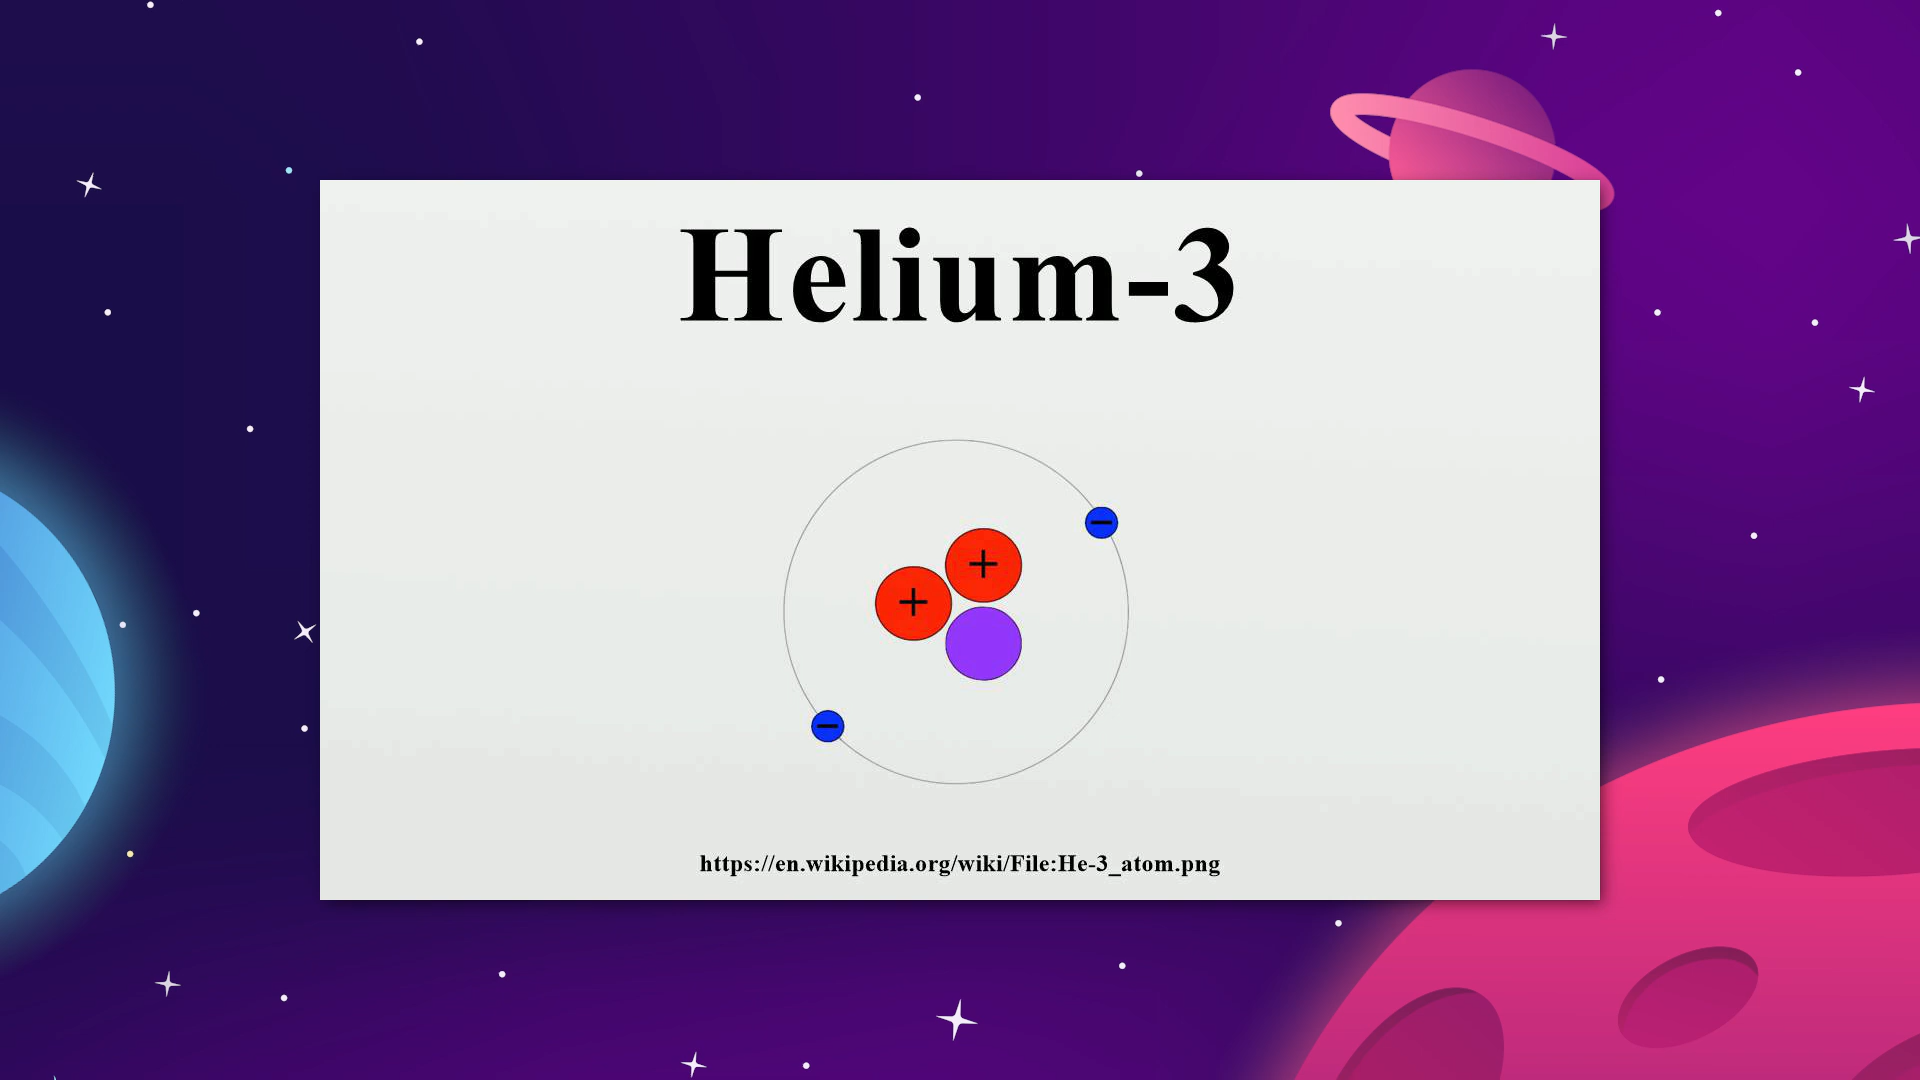 Helium-3
+
+
−
−
https://en.wikipedia.org/wiki/File:He-3_atom.png